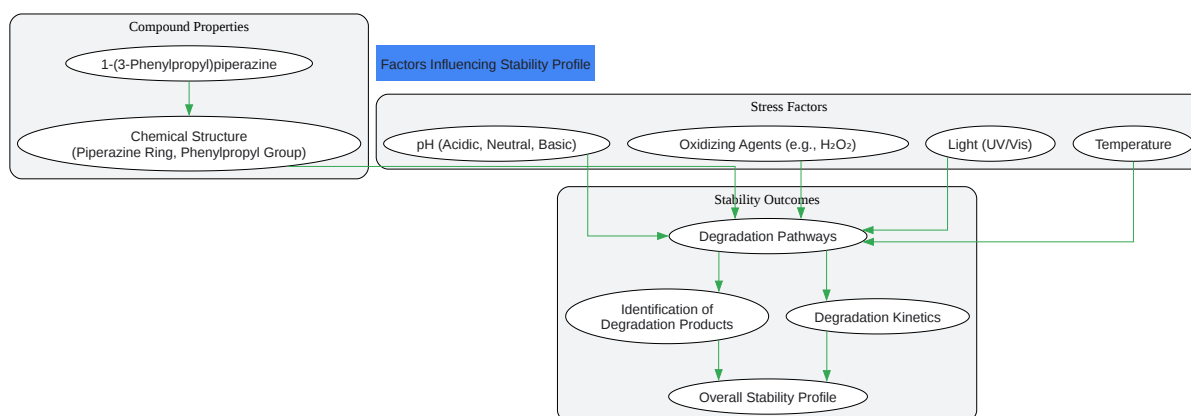 Compound Properties
1-(3-Phenylpropyl)piperazine
Chemical Structure
(Piperazine Ring, Phenylpropyl Group)
Factors Influencing Stability Profile
Stress Factors
pH (Acidic, Neutral, Basic)
Oxidizing Agents (e.g., H₂O₂)
Light (UV/Vis)
Temperature
Stability Outcomes
Degradation Pathways
Identification of
Degradation Products
Degradation Kinetics
Overall Stability Profile